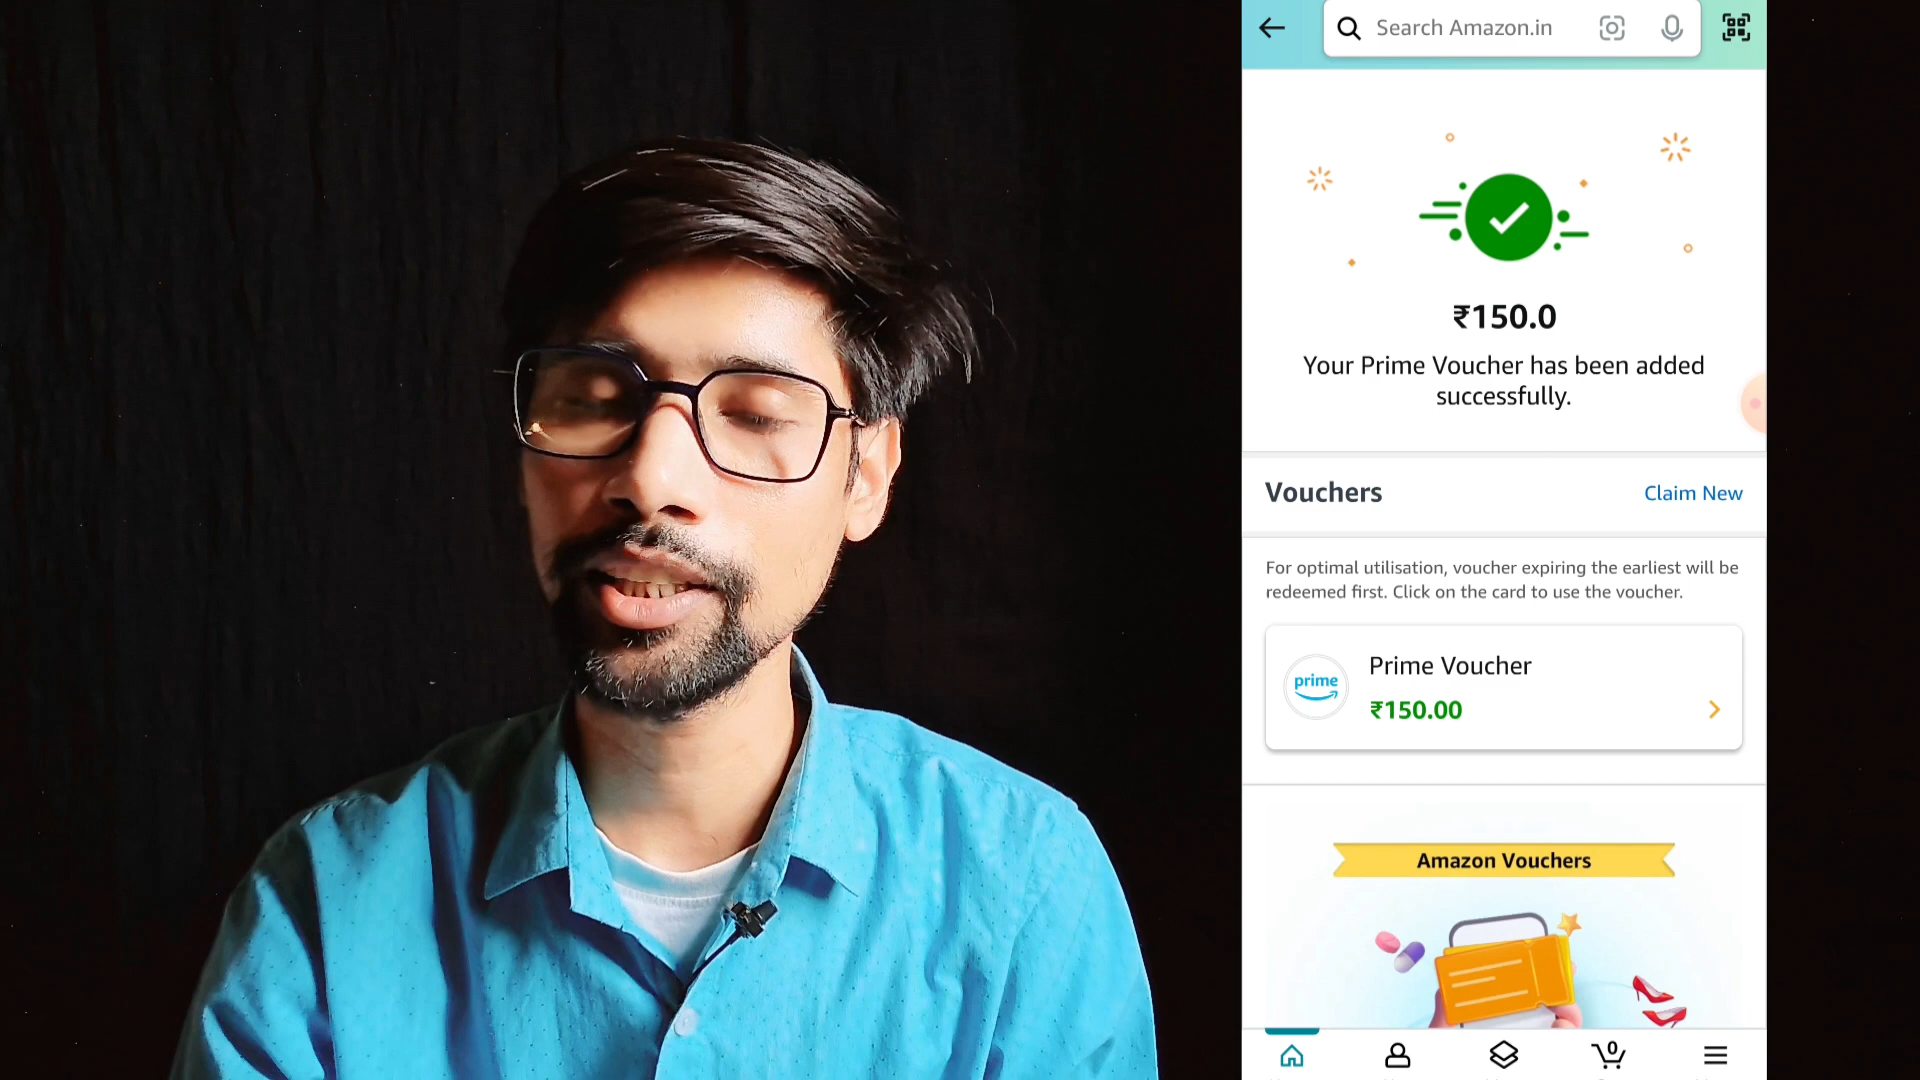 Search Amazon.in
₹150.0
Your Prime Voucher has been added
successfully.
Vouchers
Claim New
For optimal utilisation, voucher expiring the earliest will be
redeemed first. Click on the card to use the voucher.
prime
Prime Voucher
₹150.00
Amazon Vouchers
0